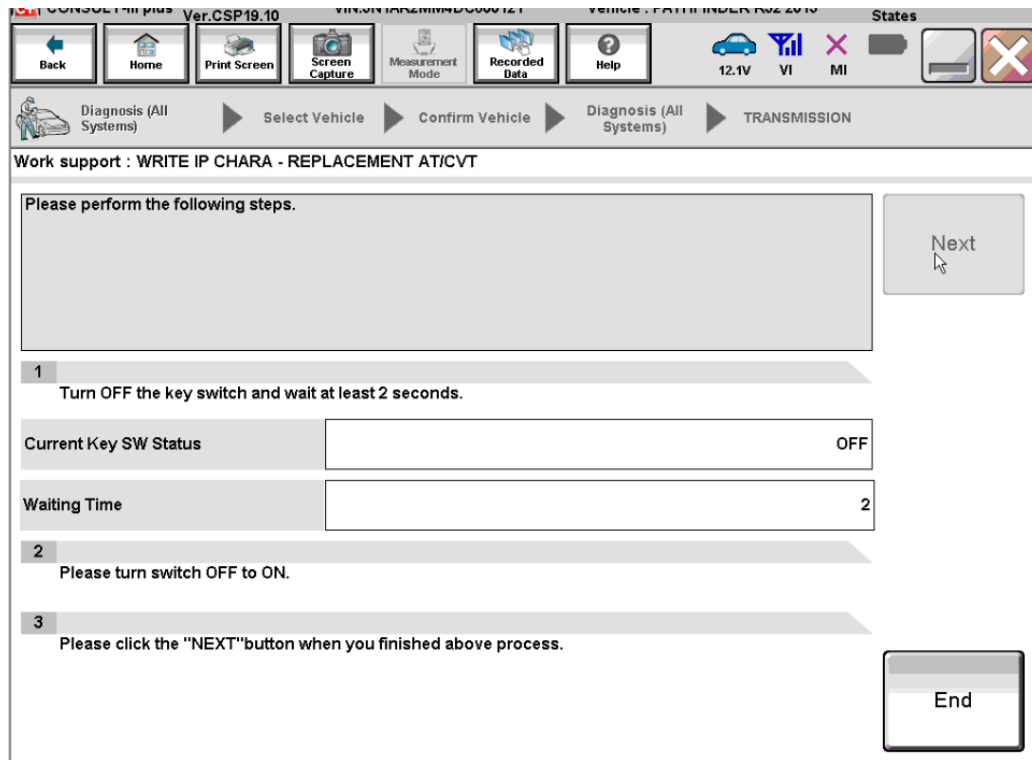 Ver.CSP19.10
States
Back
Home
Print Screen
Screen
Capture
Measurement
Mode
Recorded
Data
Help
12.1V
VI
MI
Diagnosis (All
Systems)
Select Vehicle
Confirm Vehicle
Diagnosis (All
Systems)
TRANSMISSION
Work support : WRITE IP CHARA - REPLACEMENT AT/CVT
Please perform the following steps.
Next
1
Turn OFF the key switch and wait at least 2 seconds.
Current Key SW Status
OFF
Waiting Time
2
2
Please turn switch OFF to ON.
3
Please click the "NEXT"button when you finished above process.
End